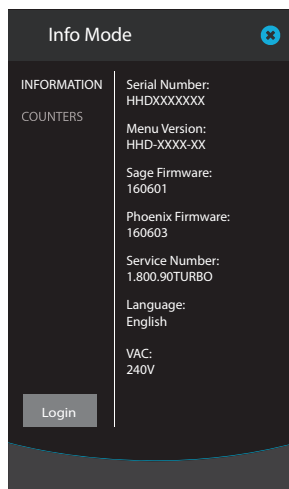 Info Mode
INFORMATION
COUNTERS
Serial Number:
HHDXXXXXXX
Menu Version:
HHD-XXXX-XX
Sage Firmware:
160601
Phoenix Firmware:
160603
Service Number:
1.800.90TURBO
Language:
English
VAC:
240V
Login